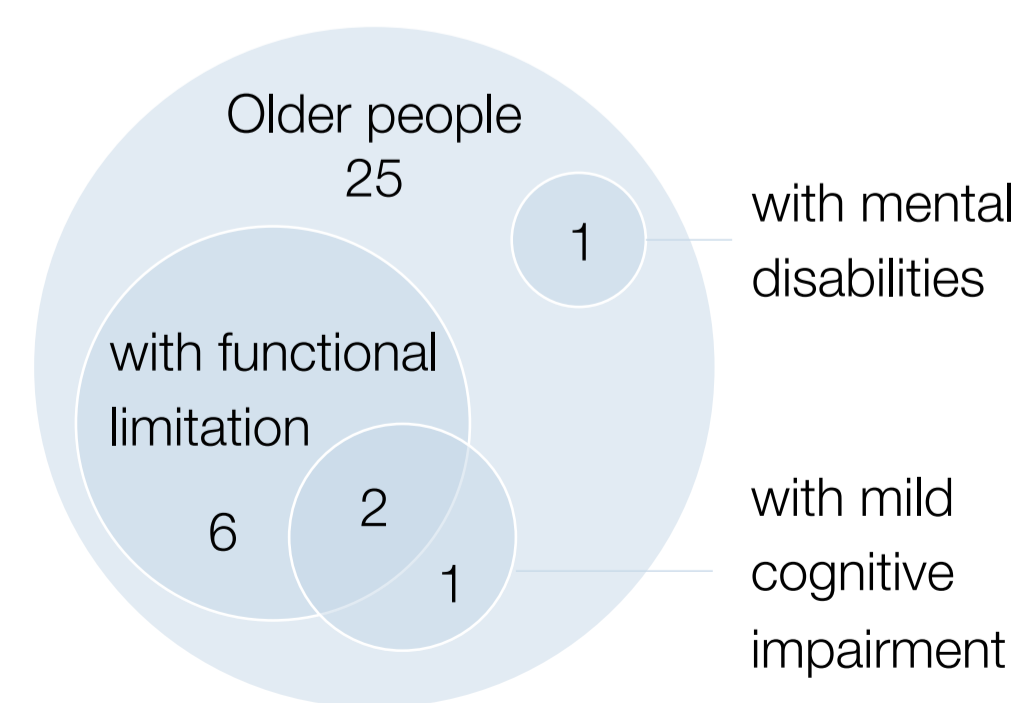 Older people
25
1
with mental
disabilities
with functional
limitation
6
2
1
with mild
cognitive
impairment